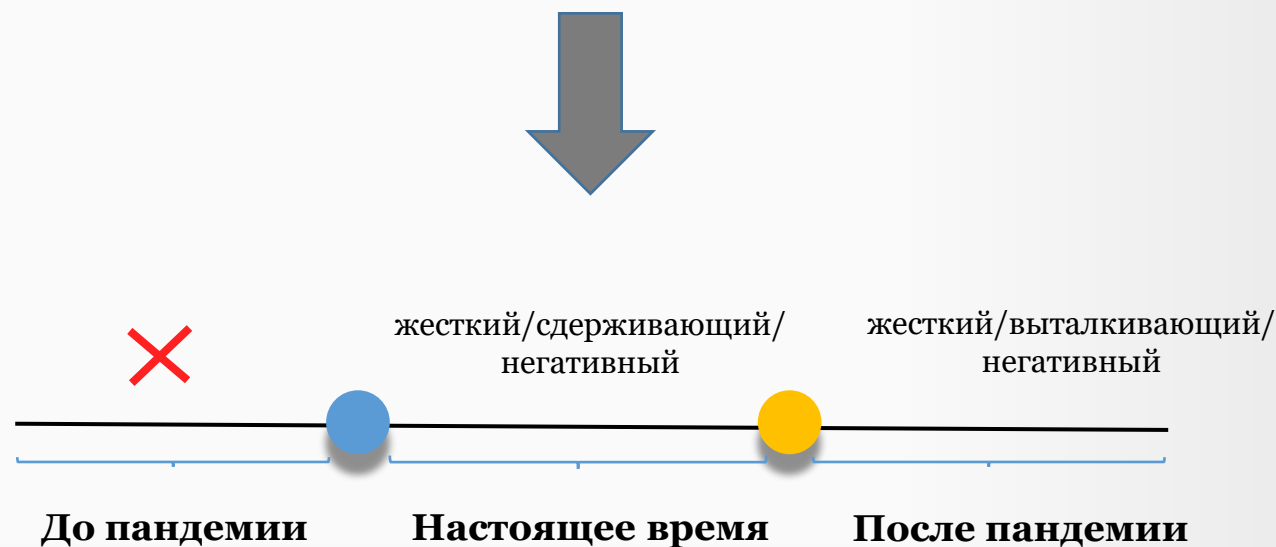 жесткий/сдерживающий/
негативный
жесткий/выталкивающий/
негативный
До пандемии
Настоящее время
После пандемии